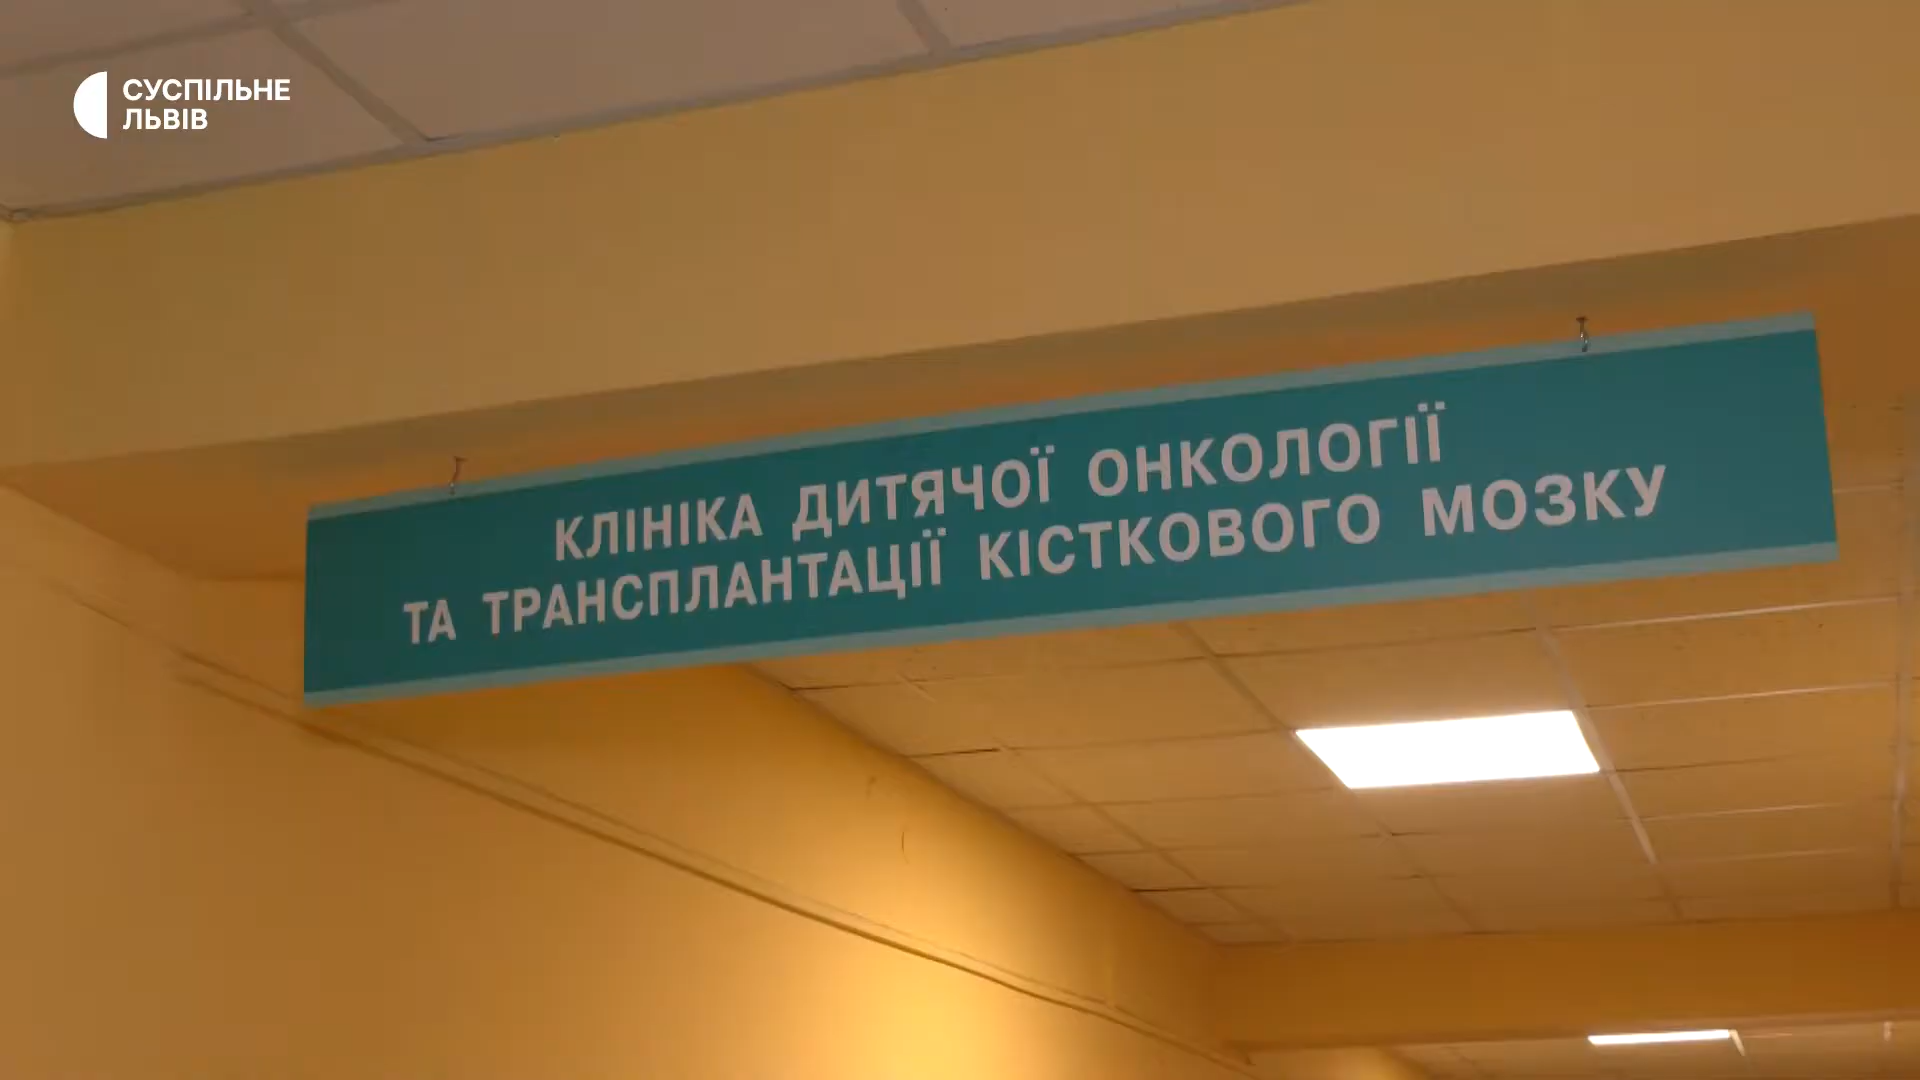 СУСПІЛЬНЕ
ЛЬВІВ
КЛІНІКА ДИТЯЧОЇ ОНКОЛОГІЇ
ТА ТРАНСПЛАНТАЦІЇ КІСТКОВОГО МОЗКУ